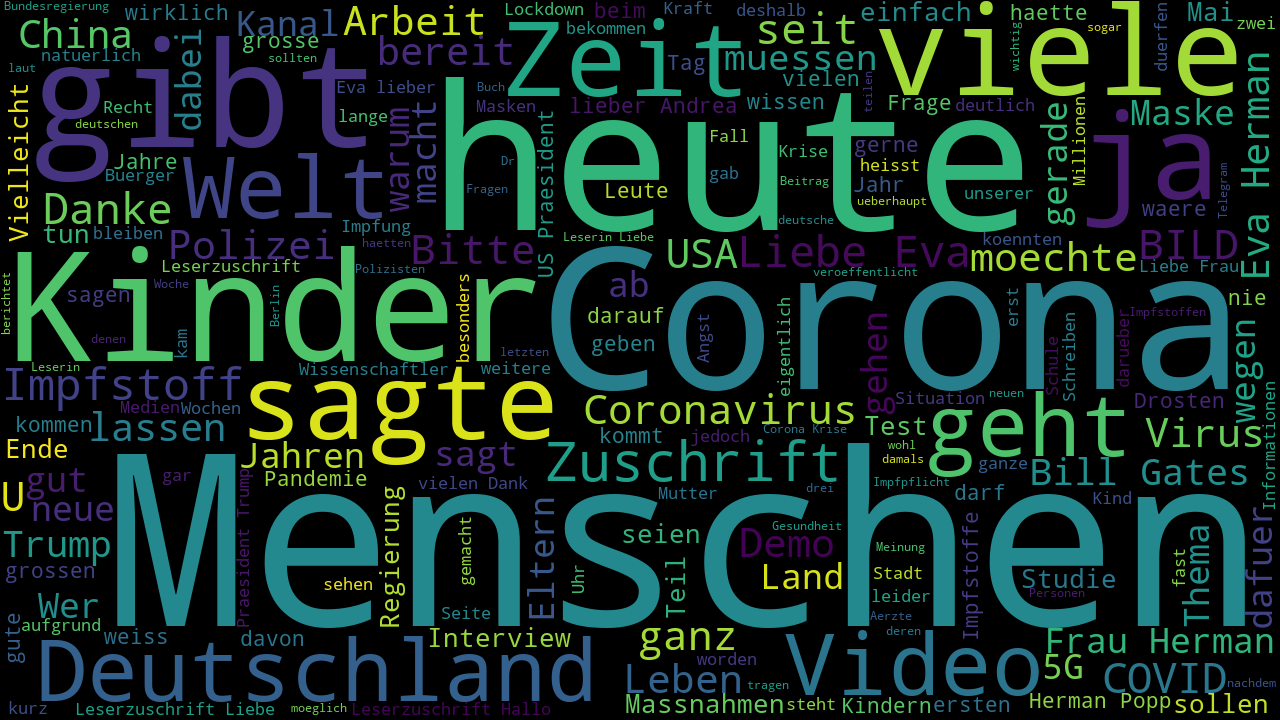 Bundesregierung
wirklich
Kanal
Arbeit
Lockdown
beim
Kraft
deshalb
einfach
viele
haette
Mai
zwei
China
natuerlich
grosse
sollten
bereit
Zeit
bekommen
seit
Tag
muessen
vielen
wichtig
sogar
duerfen
laut
gibt
dabei
Eva lieber
Buch
Masken
lieber Andrea
wissen
teilen
Frage
deutlich
Maske
Vielleicht
Recht
deutschen
lange
warum
macht
heute
US Praesident
Fall
Krise
gerne
heisst
gerade
Millionen
ja
Eva Herman
Jahre
Buerger
Welt
Dr
Fragen
Leute
gab
Beitrag
Jahr
ueberhaupt
unserer
waere
Telegram
Danke
tun
bleiben
Impfung
haetten
deutsche
Polizei
Bitte
Leserin Liebe
USA
Liebe Eva
koennten
moechte
BILD
Liebe Frau
Leserzuschrift
Polizisten
veroeffentlicht
berichtet
Kinder
sagen
Woche
Berlin
besonders
Corona
ab
darauf
geben
Angst
eigentlich
gehen
erst
Schreiben
Schule
darueber
Impfstoffen
nie
wegen
denen
kam
letzten
Leserin
Wissenschaftler
weitere
Impfstoff
Medien
Wochen
sagte
Coronavirus
Situation
neuen
Drosten
Informationen
kommen
lassen
kommt
jedoch
Corona Krise
Test
wohl
damals
geht
Virus
Ende
Jahren
sagt
Zuschrift
ganze
Bill Gates
U
gut
gar
Pandemie
vielen Dank
Mutter
drei
Impfpflicht
darf
Kind
neue
Menschen
Praesident Trump
Regierung
gemacht
Eltern
seien
Gesundheit
Demo
Meinung
Impfstoffe
Thema
fast
dafuer
Trump
grossen
sehen
Uhr
Teil
Land
Stadt
Studie
Personen
Wer
aufgrund
Seite
leider
Aerzte
gute
weiss
davon
Interview
ganz
deren
Frau Herman
Deutschland
worden
Leben
tragen
Video
5G
COVID
nachdem
kurz
Leserzuschrift Liebe
moeglich
Leserzuschrift Hallo
Massnahmen
steht
Kindern
ersten
Herman Popp
sollen